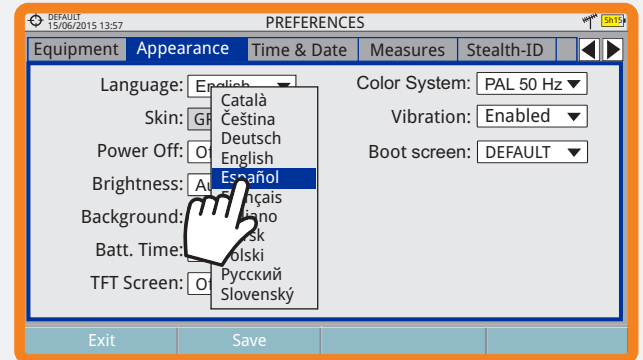 DEFAULT
15/06/2015 13:57
PREFERENCES
5h15
Equipment Appearance Time & Date Measures Stealth-ID
Language: English
Skin:
Power Off:
Brightness:
Background:
Batt. Time:
TFT Screen:
Català
Čeština
Deutsch
English
Español
Polski
Русский
Slovenský
Color System: PAL 50 Hz
Vibration: Enabled
Boot screen: DEFAULT
Exit Save